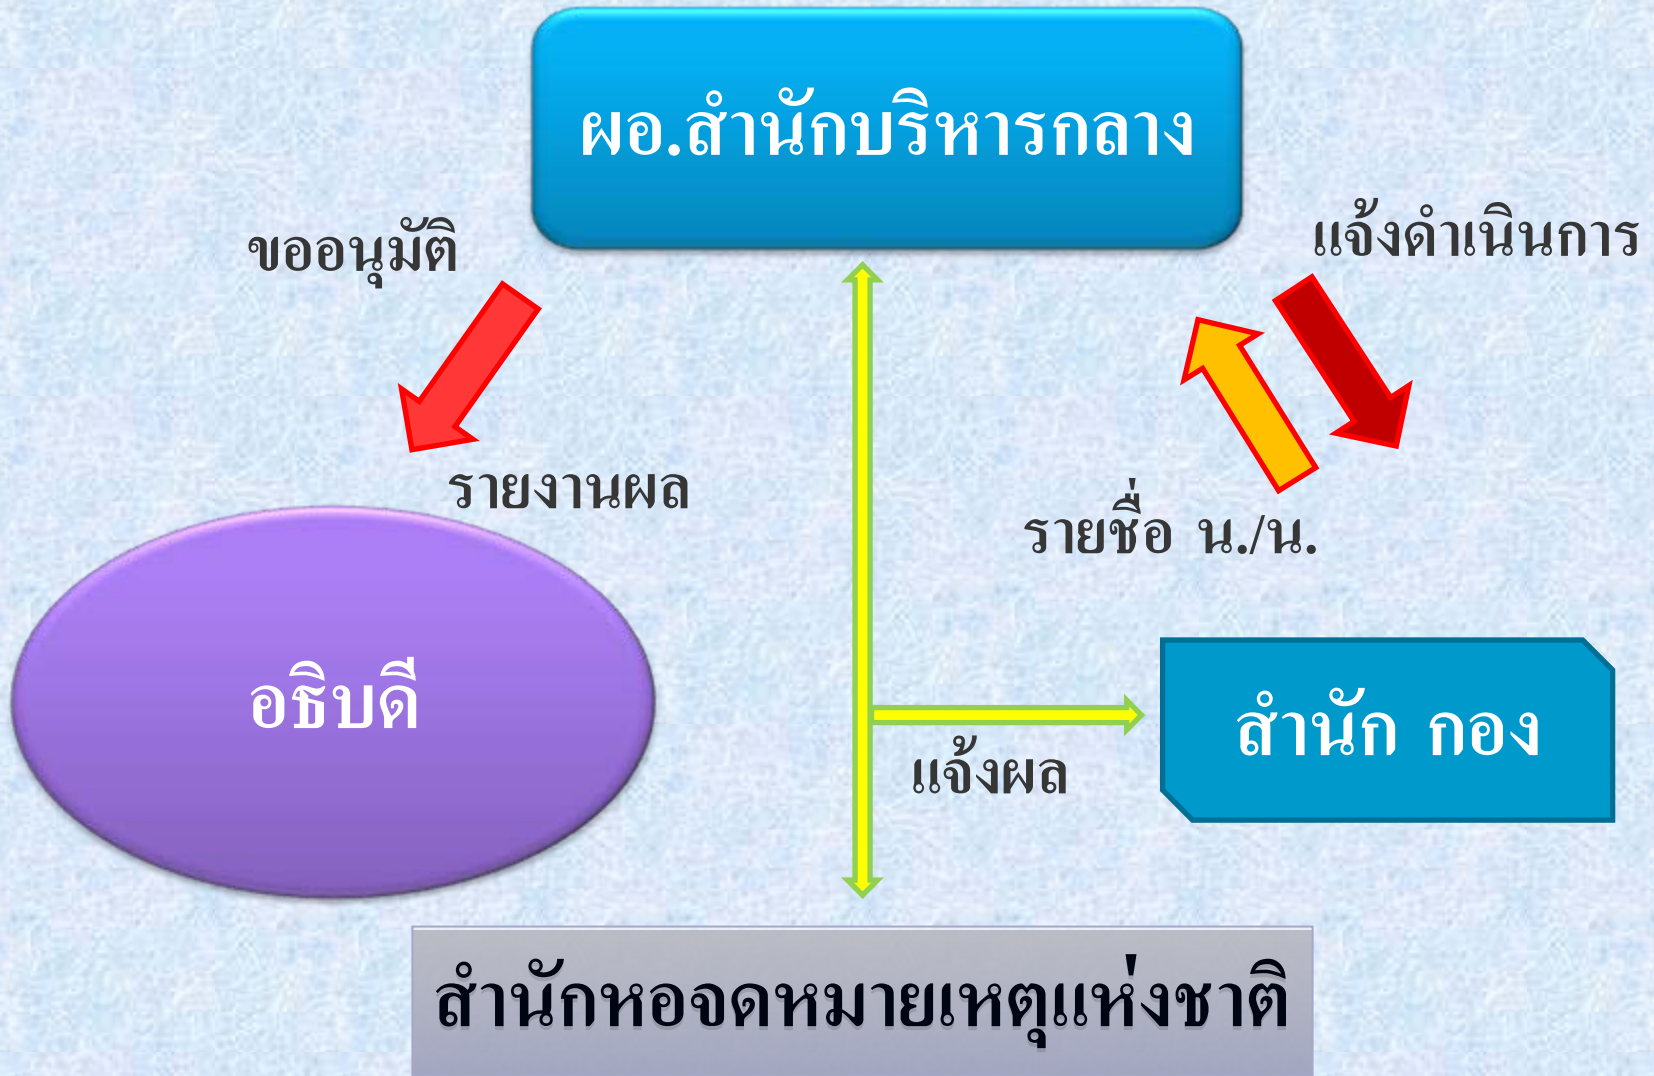 ผอ.สำนักบริหารกลาง
ขออนุมัติ
แจ้งดำเนินการ
รายงานผล
รายชื่อ น./น.
อธิบดี
สำนัก กอง
แจ้งผล
สำนักหอจดหมายเหตุแห่งชาติ